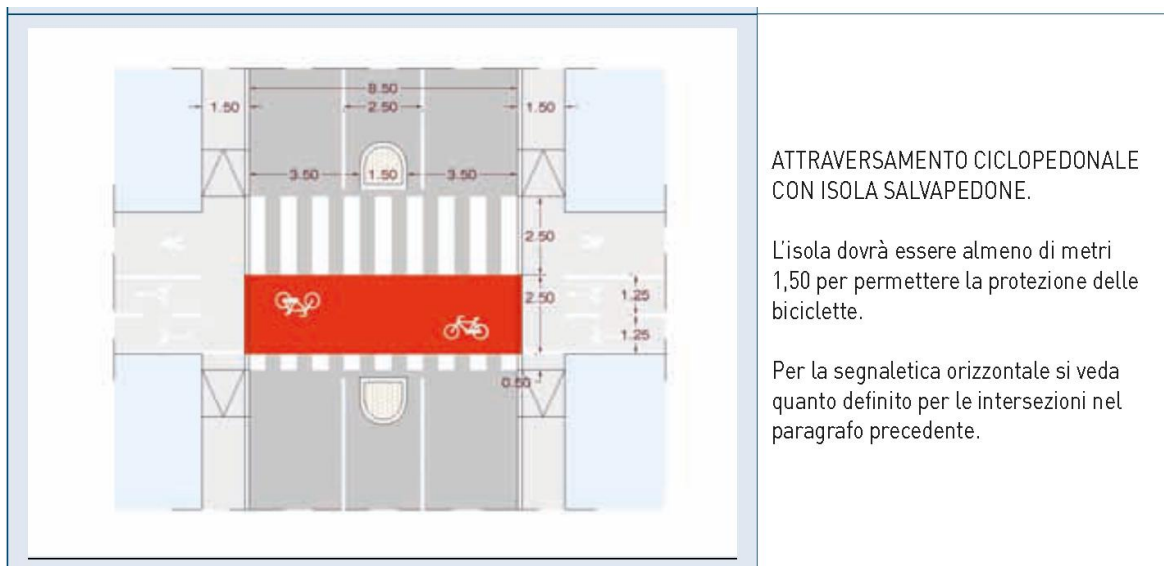 8.50
1.50 2.50 1.50
3.50 1.50 3.50
2.50
2.50 1.25
1.25
0.50
ATTRAVERSAMENTO CICLOPEDONALE
CON ISOLA SALVAPEDONE.
L'isola dovrà essere almeno di metri
1,50 per permettere la protezione delle
biciclette.
Per la segnaletica orizzontale si veda
quanto definito per le intersezioni nel
paragrafo precedente.